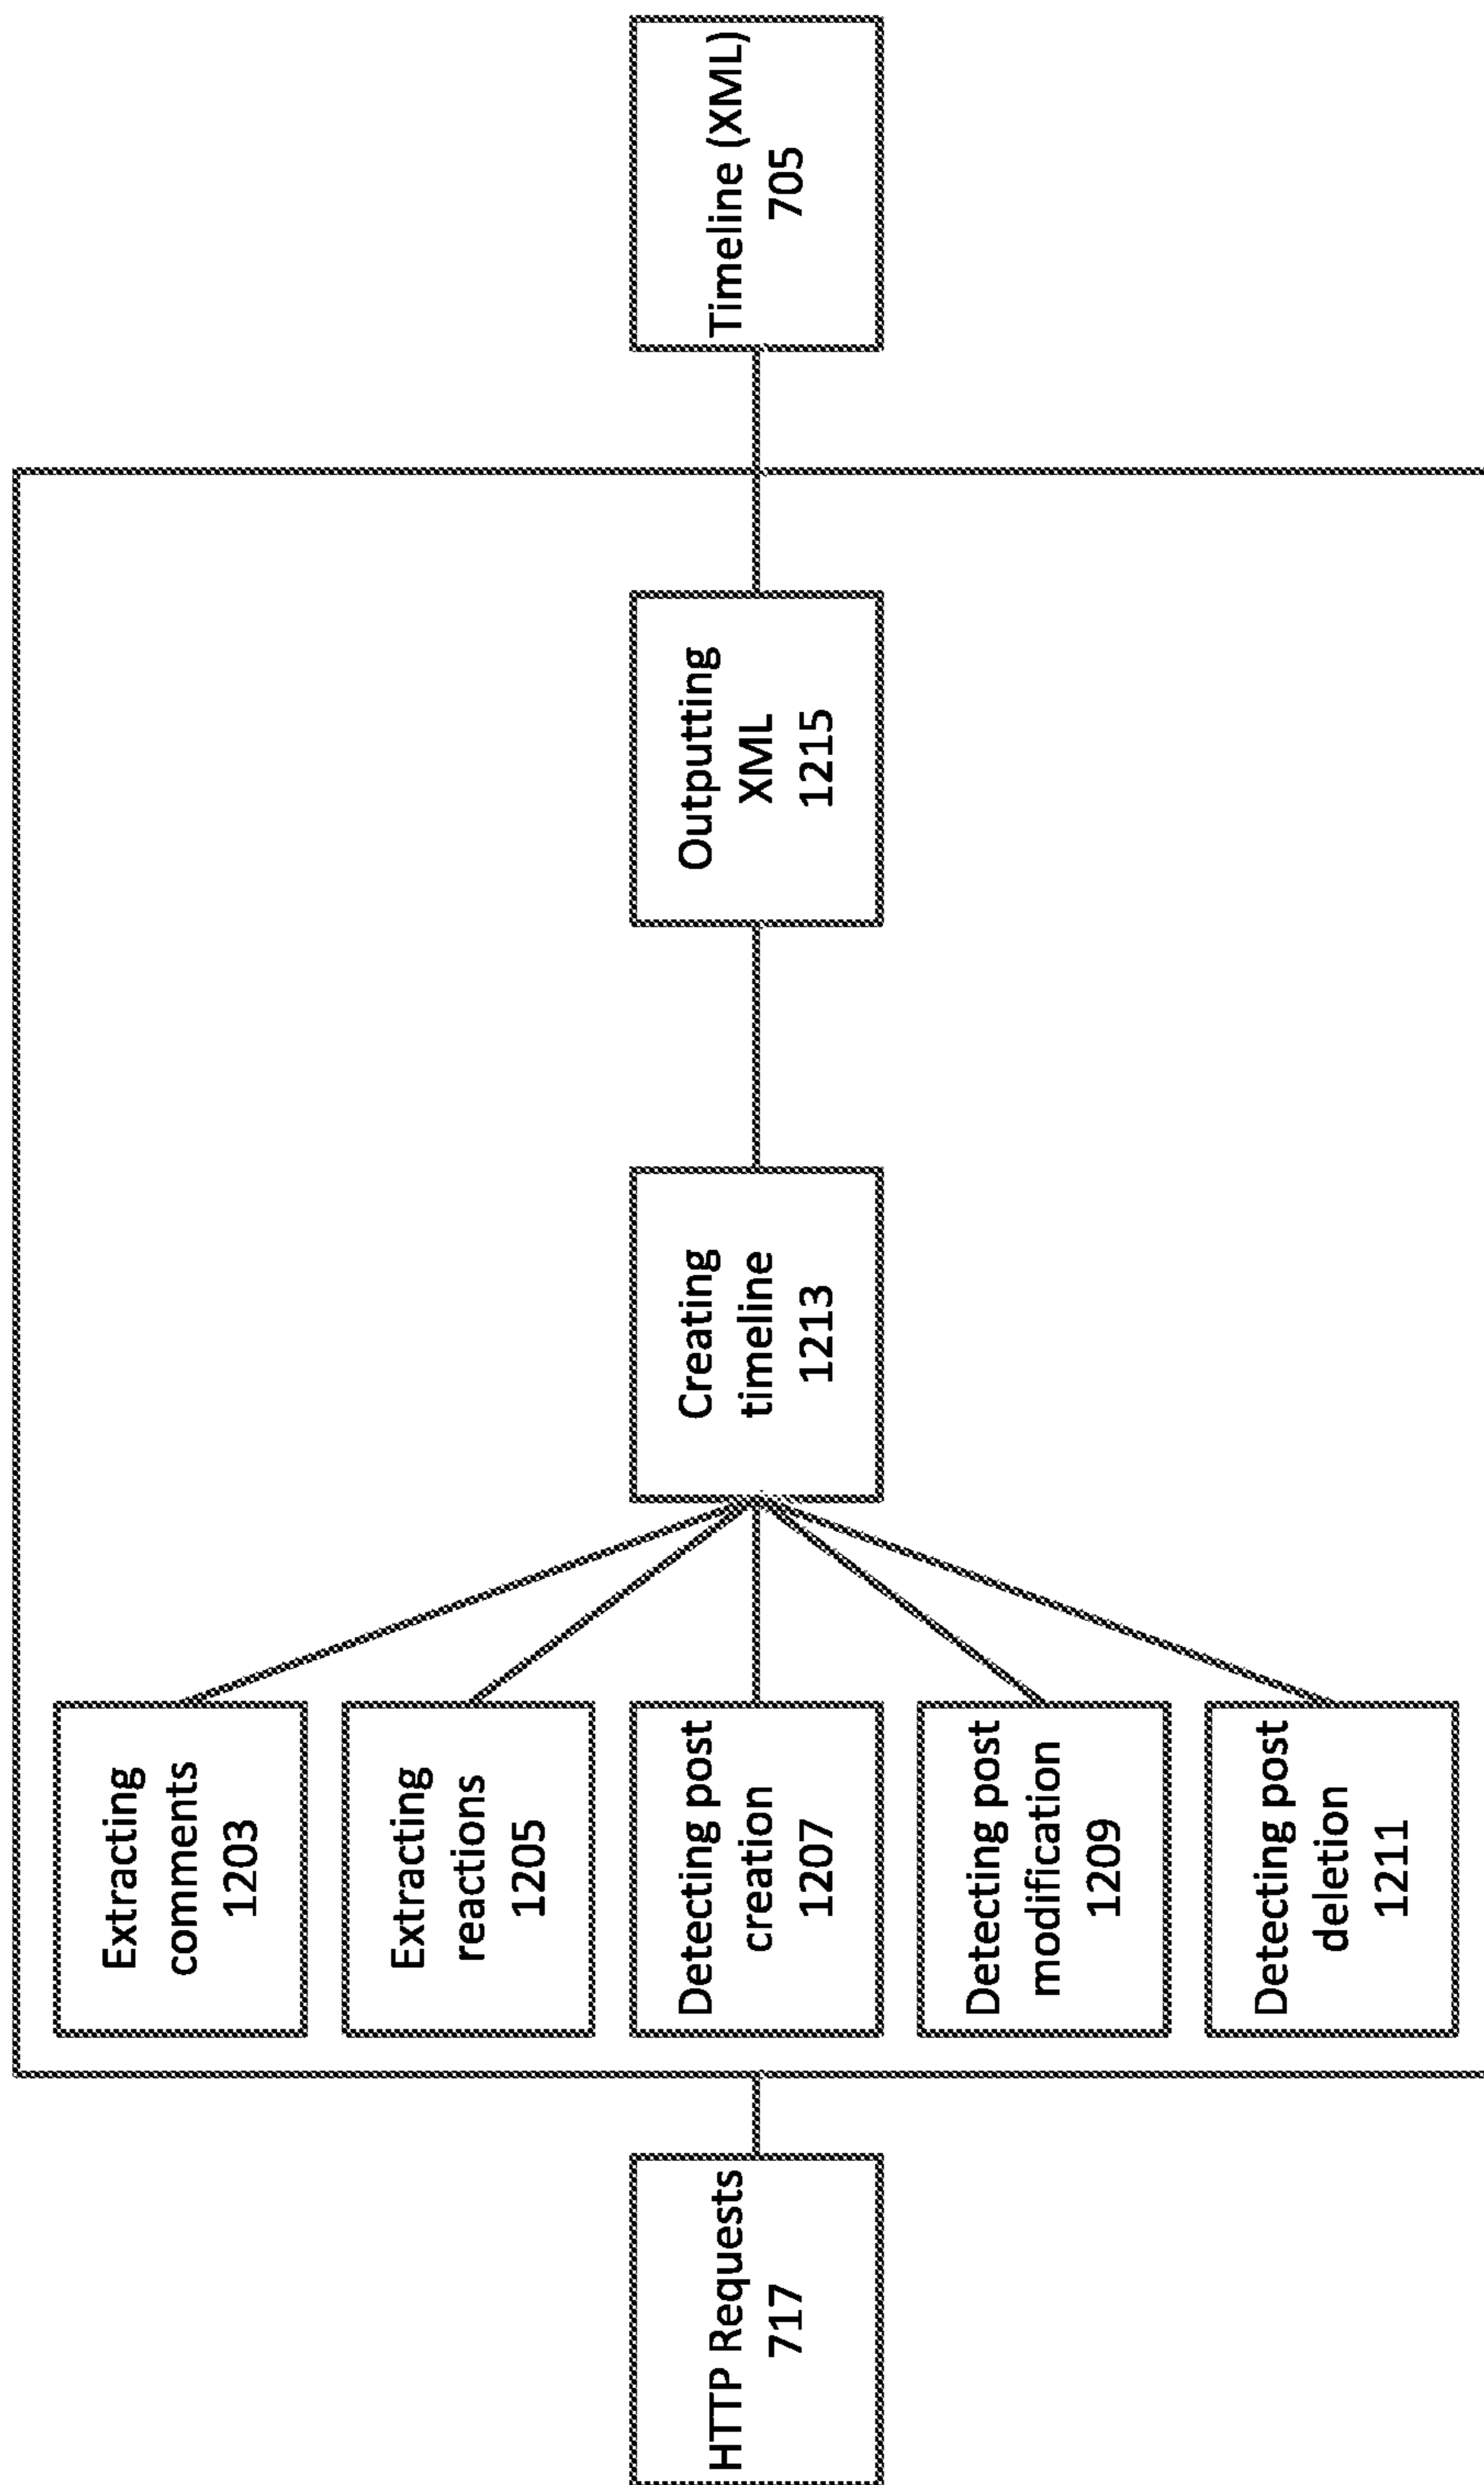 HTTP Requests
717
Extracting
comments
1203
Extracting
reactions
1205
Detecting post
creation
1207
Detecting post
modification
1209
Detecting post
deletion
1211
Creating
timeline
1213
Outputting
XML
1215
Timeline (XML)
705